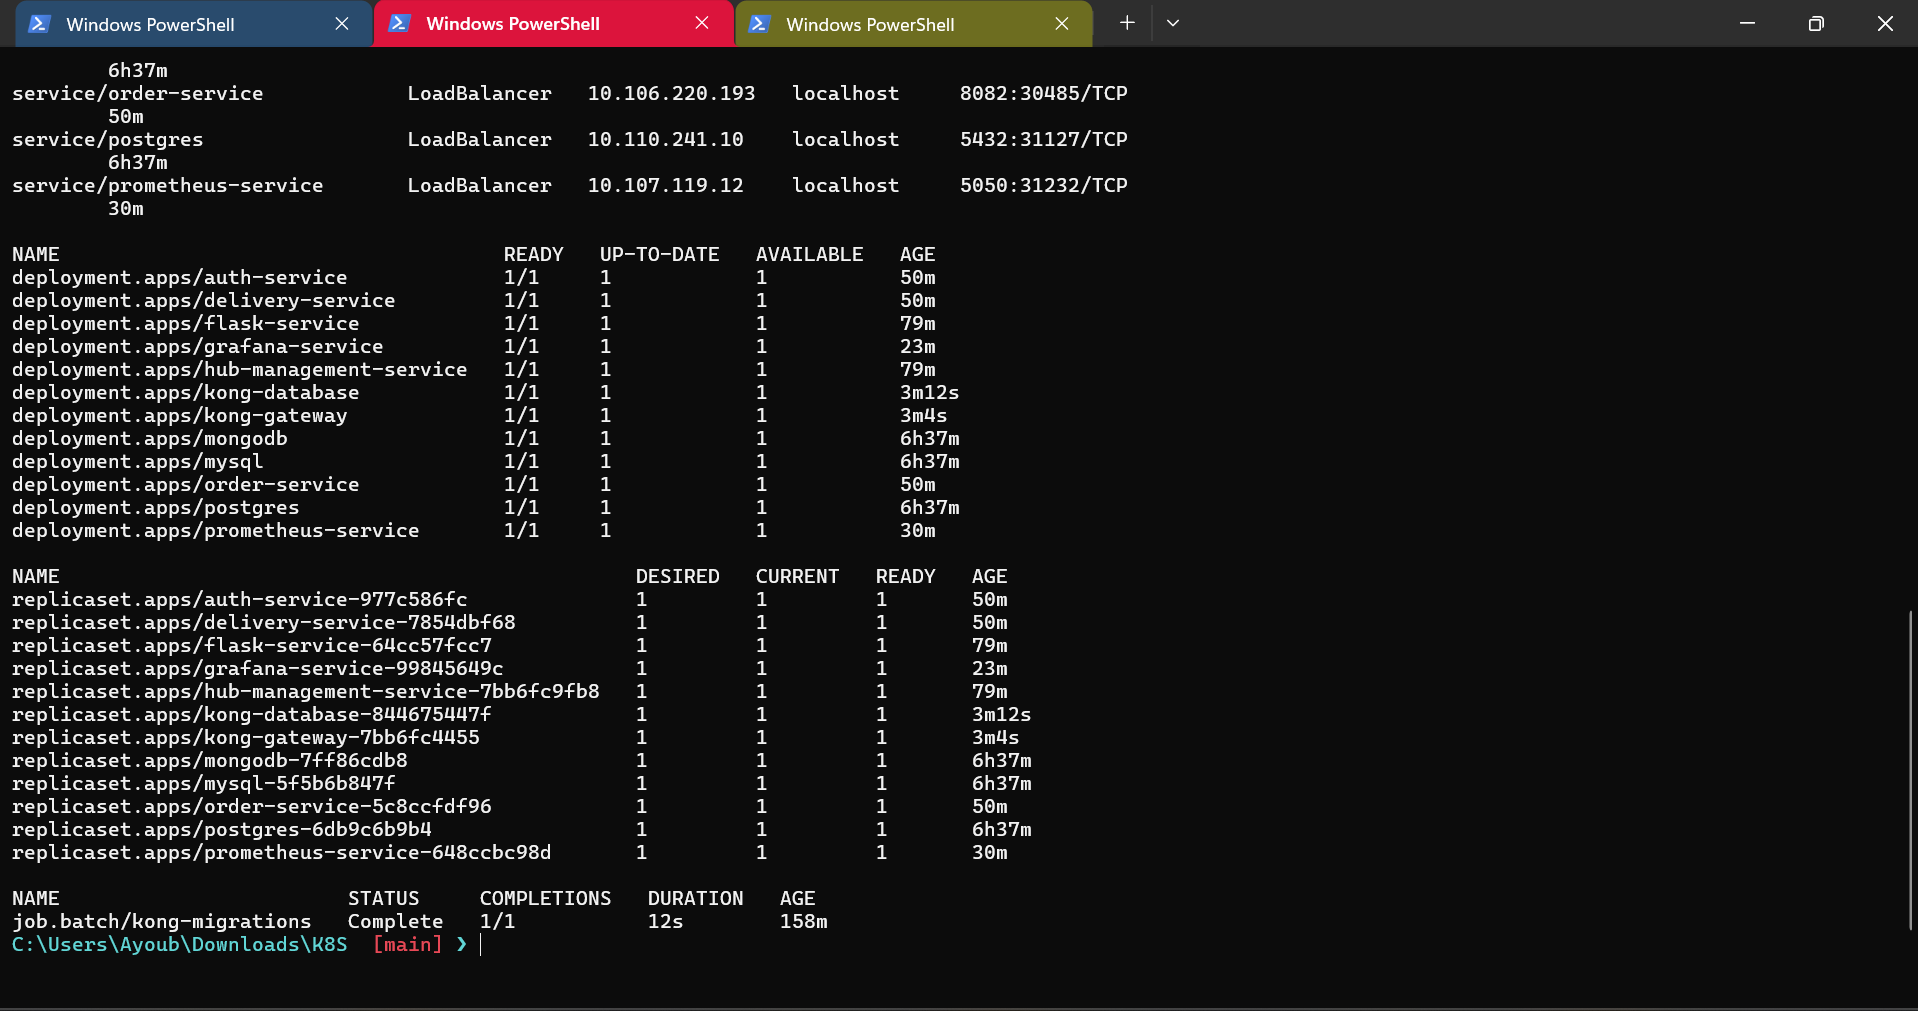 Windows PowerShell
Windows PowerShell
Windows PowerShell
6h37m
service/order-service LoadBalancer 10.106.220.193 localhost 8082:30485/TCP
50m
service/postgres LoadBalancer 10.110.241.10 localhost 5432:31127/TCP
6h37m
service/prometheus-service LoadBalancer 10.107.119.12 localhost 5050:31232/TCP
30m
NAME READY UP-TO-DATE AVAILABLE AGE
deployment.apps/auth-service 1/1 1 1 50m
deployment.apps/delivery-service 1/1 1 1 50m
deployment.apps/flask-service 1/1 1 1 79m
deployment.apps/grafana-service 1/1 1 1 23m
deployment.apps/hub-management-service 1/1 1 1 79m
deployment.apps/kong-database 1/1 1 1 3m12s
deployment.apps/kong-gateway 1/1 1 1 3m4s
deployment.apps/mongodb 1/1 1 1 6h37m
deployment.apps/mysql 1/1 1 1 6h37m
deployment.apps/order-service 1/1 1 1 50m
deployment.apps/postgres 1/1 1 1 6h37m
deployment.apps/prometheus-service 1/1 1 1 30m
NAME DESIRED CURRENT READY AGE
replicaset.apps/auth-service-977c586fc 1 1 1 50m
replicaset.apps/delivery-service-7854dbf68 1 1 1 50m
replicaset.apps/flask-service-64cc57fcc7 1 1 1 79m
replicaset.apps/grafana-service-99845649c 1 1 1 23m
replicaset.apps/hub-management-service-7bb6fc9fb8 1 1 1 79m
replicaset.apps/kong-database-844675447f 1 1 1 3m12s
replicaset.apps/kong-gateway-7bb6fc4455 1 1 1 3m4s
replicaset.apps/mongodb-7ff86cdb8 1 1 1 6h37m
replicaset.apps/mysql-5f5b6b847f 1 1 1 6h37m
replicaset.apps/order-service-5c8ccfdf96 1 1 1 50m
replicaset.apps/postgres-6db9c6b9b4 1 1 1 6h37m
replicaset.apps/prometheus-service-648ccbc98d 1 1 1 30m
NAME STATUS COMPLETIONS DURATION AGE
job.batch/kong-migrations Complete 1/1 12s 158m
C:\Users\Ayoub\Downloads\K8S [main] ❯